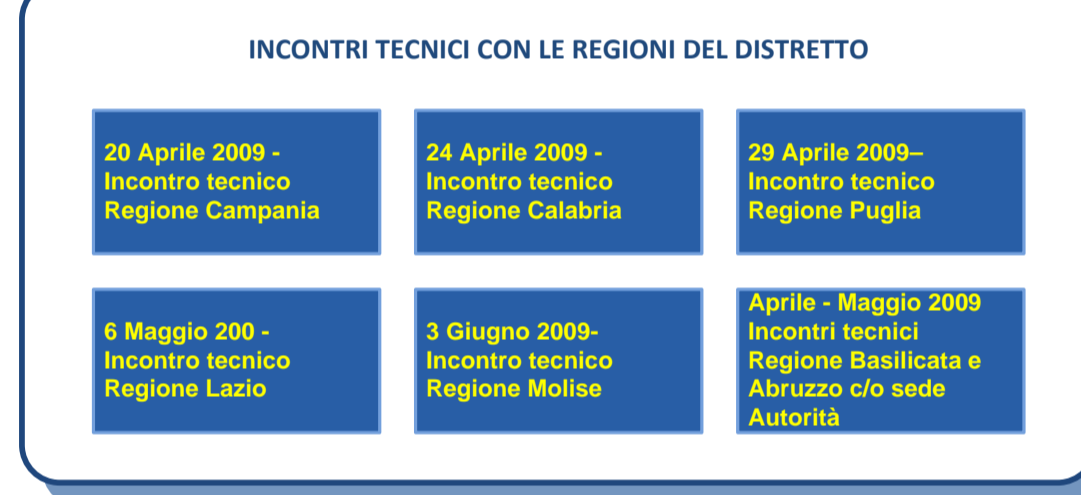 INCONTRI TECNICI CON LE REGIONI DEL DISTRETTO
20 Aprile 2009 -
Incontro tecnico
Regione Campania
24 Aprile 2009 -
Incontro tecnico
Regione Calabria
29 Aprile 2009–
Incontro tecnico
Regione Puglia
6 Maggio 200 -
Incontro tecnico
Regione Lazio
3 Giugno 2009-
Incontro tecnico
Regione Molise
Aprile - Maggio 2009
Incontri tecnici
Regione Basilicata e
Abruzzo c/o sede
Autorità